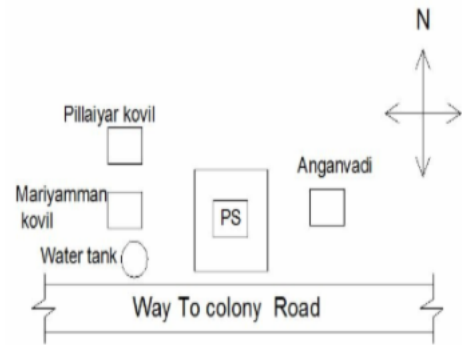 N
Pillaiyar kovil
Anganvadi
Mariyamman
kovil
PS
Water tank
Way To colony Road